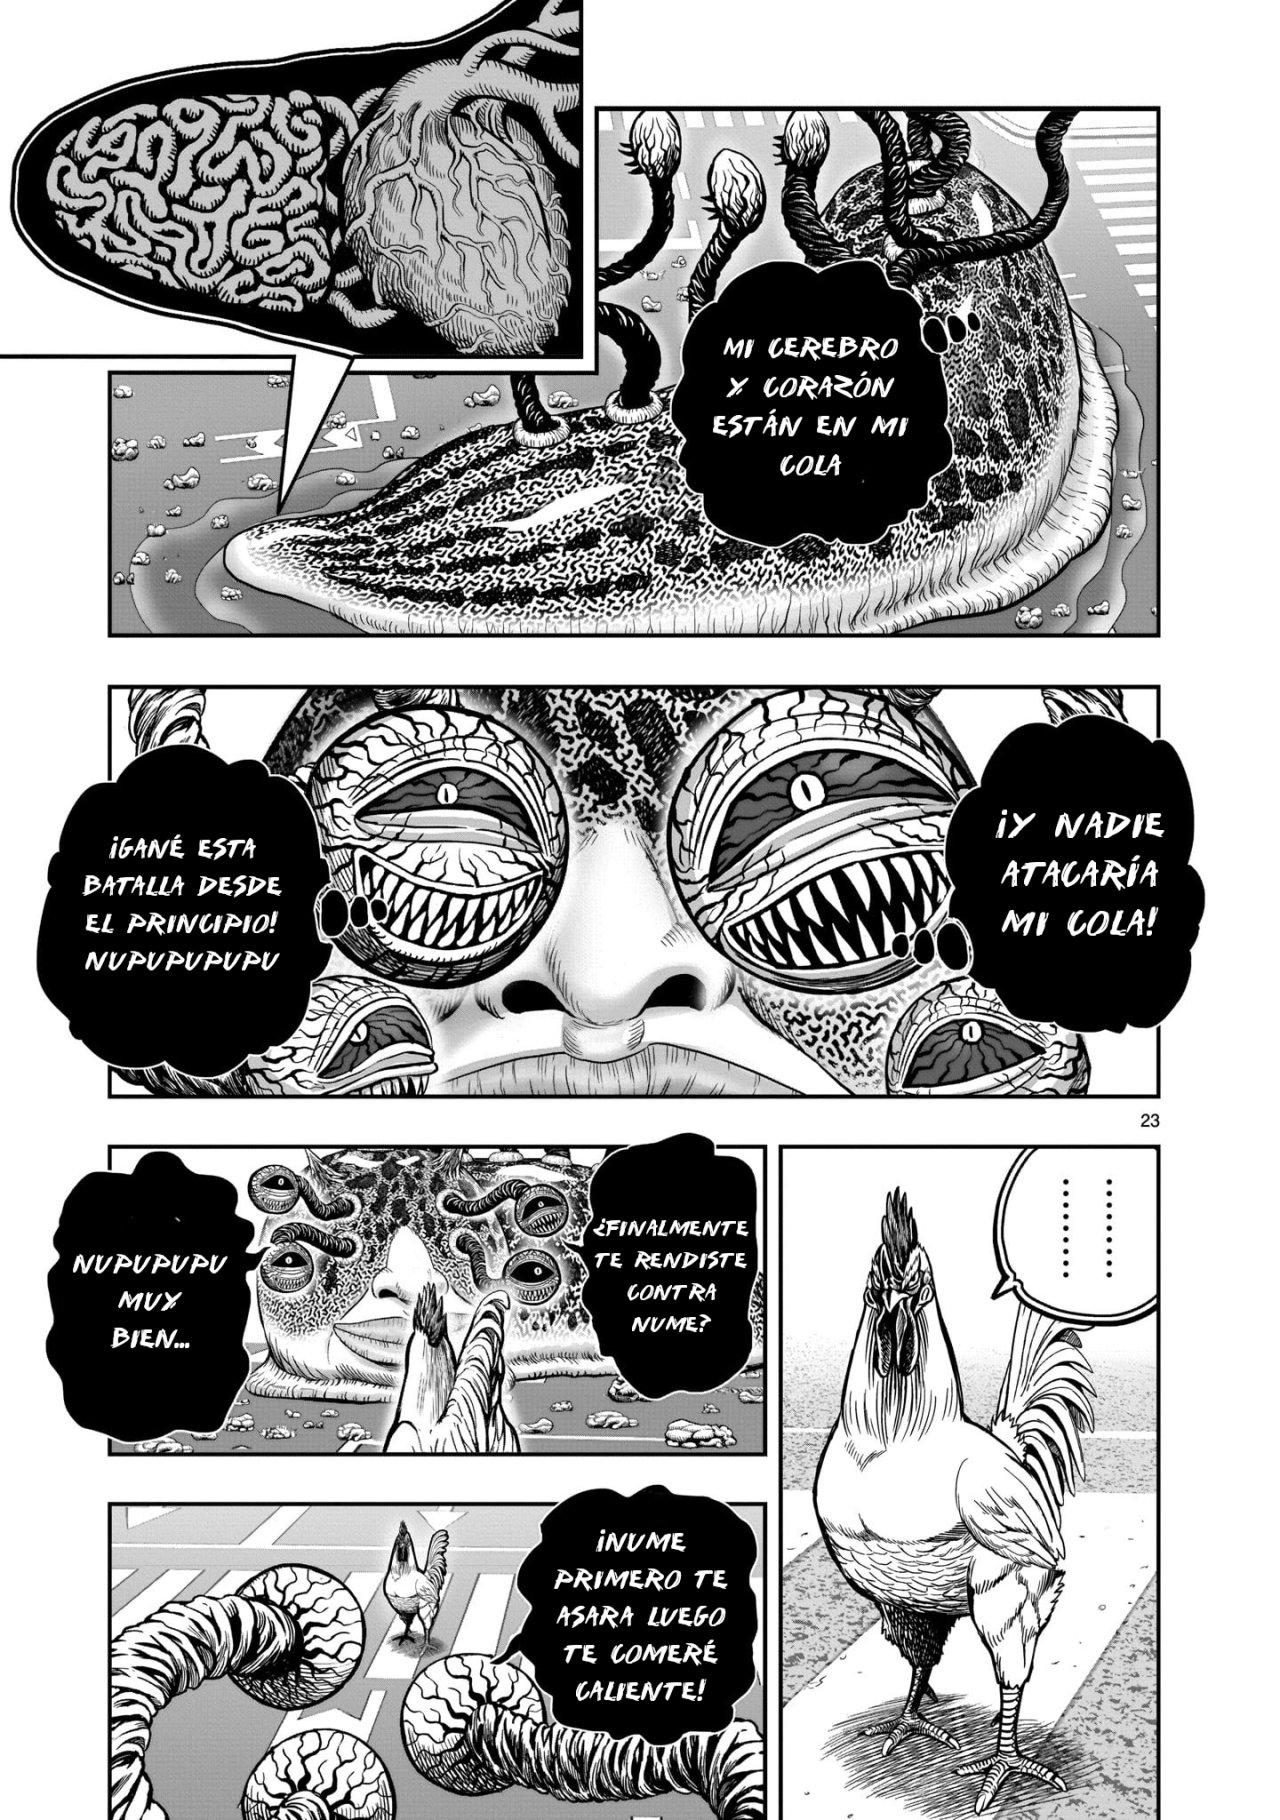 MI CEREBRO
Y CORAZÓN
ESTÁN EN MI
COLA
¡Y NADIE
ATACARÍA
MI COLA!
¡GANÉ ESTA
BATALLA DESDE
EL PRINCIPIO!
NUPUPUPUPU
23
......... .........
¿FINALMENTE
TE RENDISTE
CONTRA
NUME?
NUPUPUPU
MUY
BIEN...
¡NUME
PRIMERO TE
ASARA LUEGO
TE COMERÉ
CALIENTE!